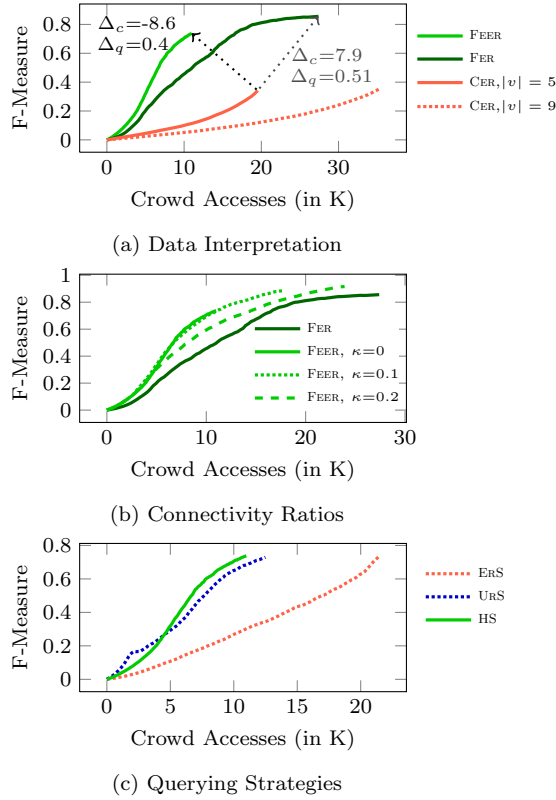 Δc=-8.6
Δq=0.4
Δc=7.9
Δq=0.51
0.8
0.6
0.4
0.2
0
F-Measure
0 10 20 30
Crowd Accesses (in K)
FEER
FER
CER,|v| = 5
CER,|v| = 9
(a) Data Interpretation
1
0.8
0.6
0.4
0.2
0
F-Measure
FER
FEER, κ=0
FEER, κ=0.1
FEER, κ=0.2
0 10 20 30
Crowd Accesses (in K)
(b) Connectivity Ratios
0.8
0.6
0.4
0.2
0
F-Measure
0 5 10 15 20
Crowd Accesses (in K)
ERS
URS
HS
(c) Querying Strategies